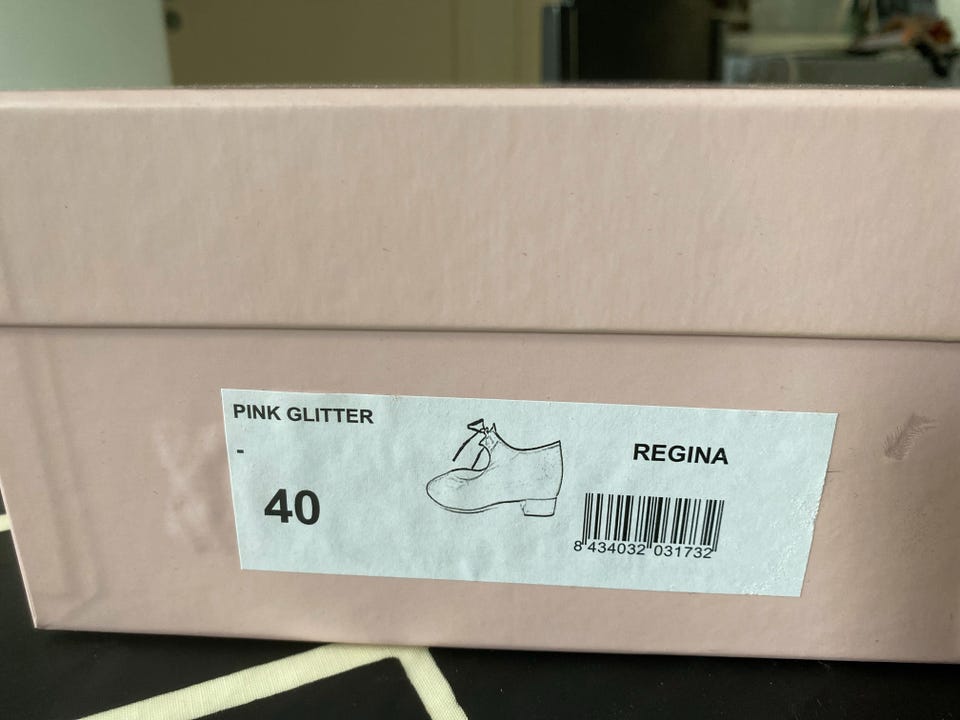 PINK GLITTER
-
40
REGINA
8 434032 031732